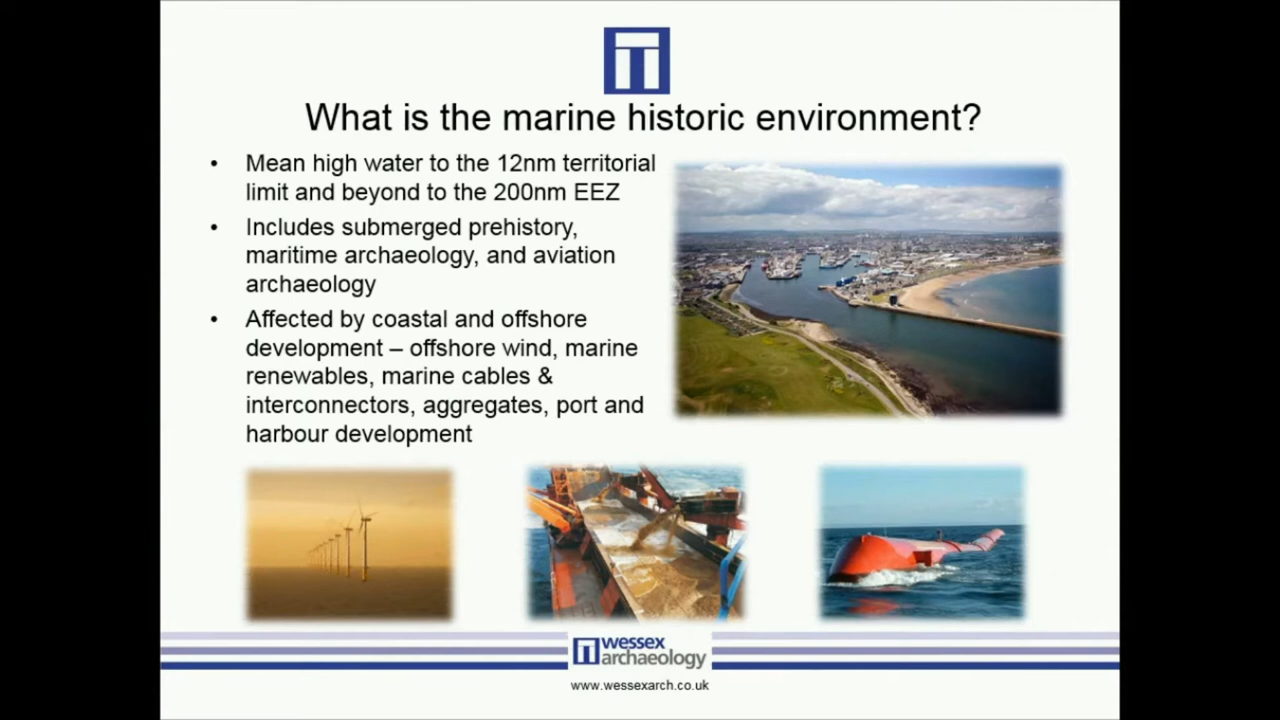 What is the marine historic environment?
• Mean high water to the 12nm territorial
limit and beyond to the 200nm EEZ
• Includes submerged prehistory,
maritime archaeology, and aviation
archaeology
• Affected by coastal and offshore
development – offshore wind, marine
renewables, marine cables &
interconnectors, aggregates, port and
harbour development
wessex
archaeology
www.wessexarch.co.uk